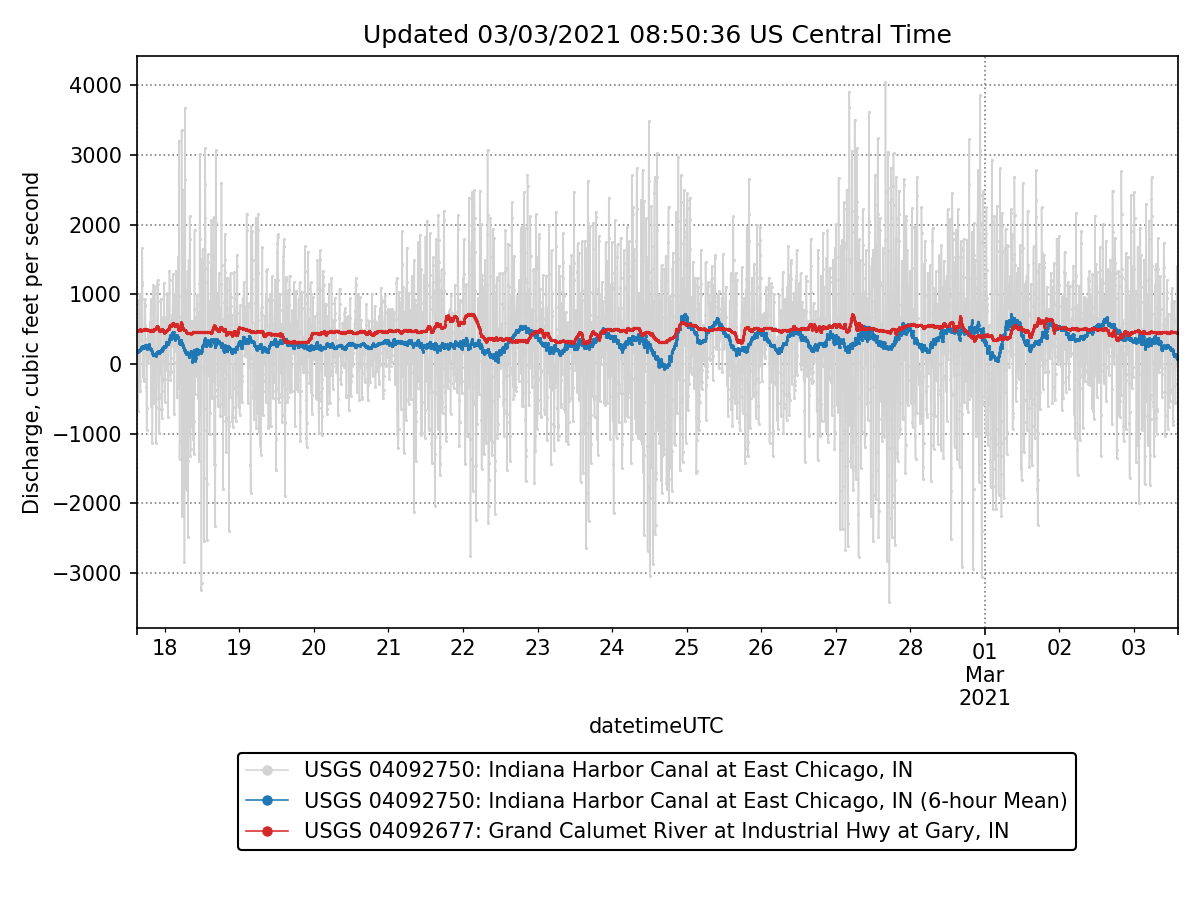 Updated 03/03/2021 08:50:36 US Central Time
Discharge, cubic feet per second
4000
3000
2000
1000
0
−1000
−2000
−3000
18 19 20 21 22 23 24 25 26 27 28 01 02 03
Mar
2021
datetimeUTC
USGS 04092750: Indiana Harbor Canal at East Chicago, IN
USGS 04092750: Indiana Harbor Canal at East Chicago, IN (6-hour Mean)
USGS 04092677: Grand Calumet River at Industrial Hwy at Gary, IN